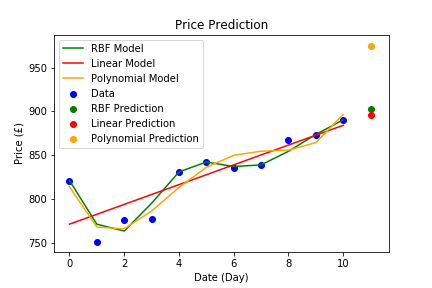 Price Prediction
RBF Model
Linear Model
Polynomial Model
Data
RBF Prediction
Linear Prediction
Polynomial Prediction
950
900
850
800
750
Price (£)
0 2 4 6 8 10
Date (Day)